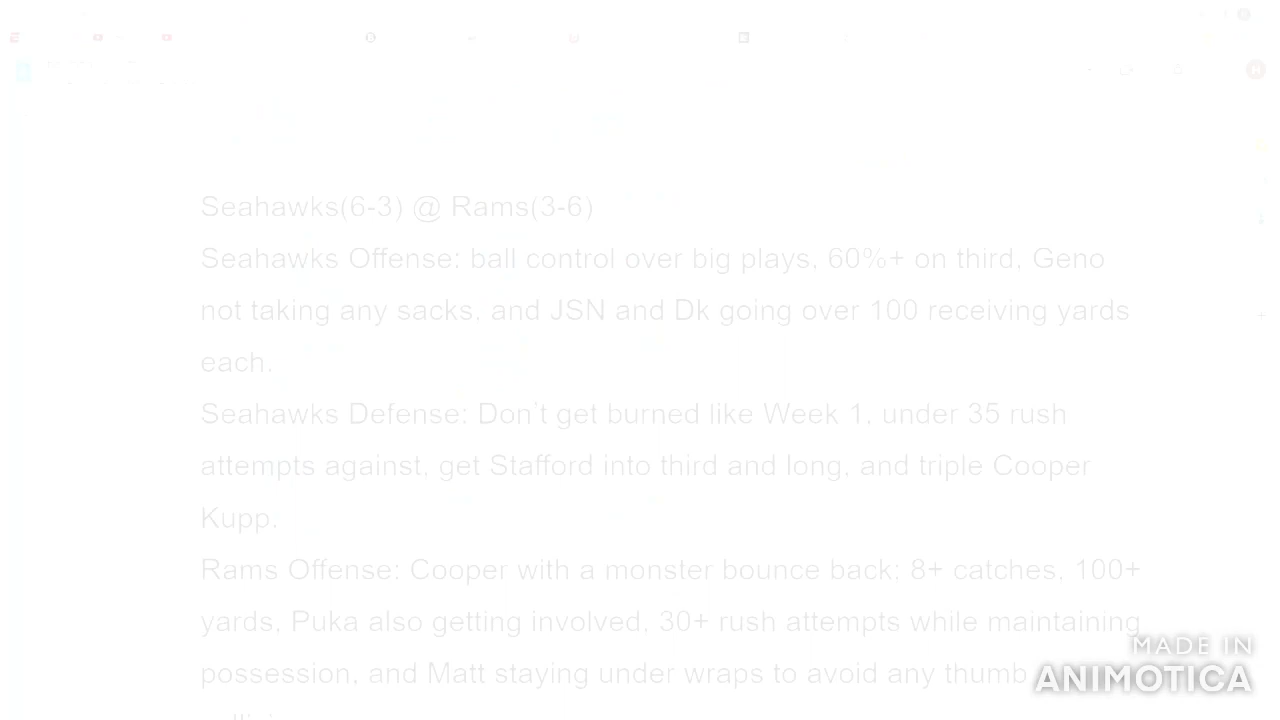 Seahawks(6-3) @ Rams(3-6)
Seahawks Offense: ball control over big plays, 60%+ on third, Geno
not taking any sacks, and JSN and Dk going over 100 receiving yards
each.
Seahawks Defense: Don't get burned like Week 1, under 35 rush
attempts against, get Stafford into third and long, and triple Cooper
Kupp.
Rams Offense: Cooper with a monster bounce back: 8+ catches, 100+
yards, Puka also getting involved, 30+ rush attempts while maintaining
possession, and Matt staying under wraps to avoid any thumb
MADE IN
ANIMOTICA